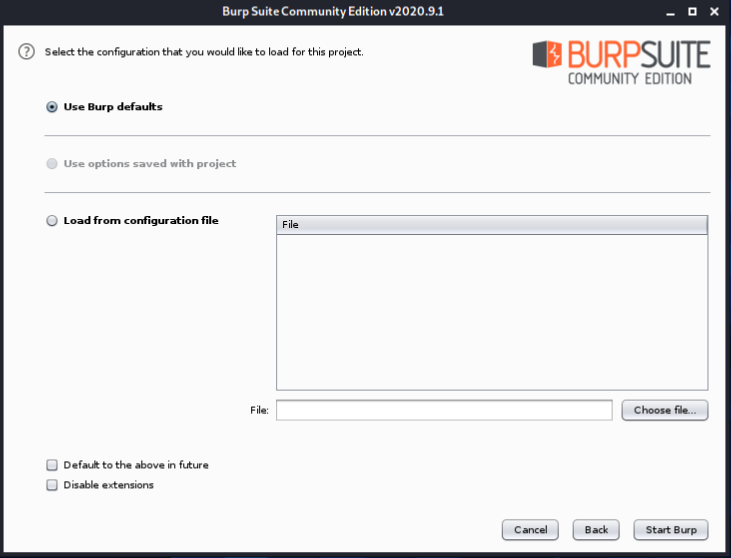 Burp Suite Community Edition v2020.9.1
Select the configuration that you would like to load for this project.
BURPSUITE
COMMUNITY EDITION
Use Burp defaults
Use options saved with project
Load from configuration file
File
File:
Choose file...
Default to the above in future
Disable extensions
Cancel
Back
Start Burp